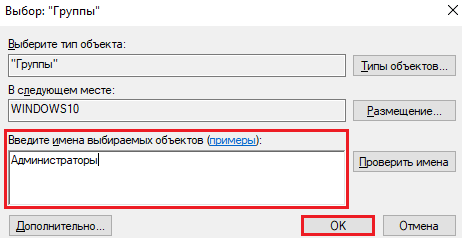 Выбор: "Группы"
Выберите тип объекта:
"Группы"
Типы объектов...
В следующем месте:
WINDOWS10
Размещение...
Введите имена выбираемых объектов (примеры):
Администраторы
Проверить имена
Дополнительно...
OK
Отмена